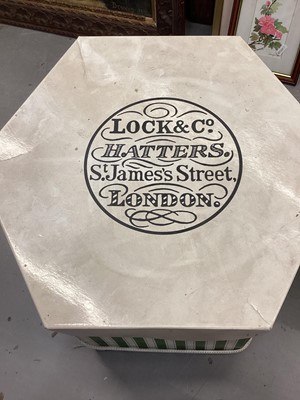 LOCK & Co.
HATTERS.
St. James's Street,
LONDON.